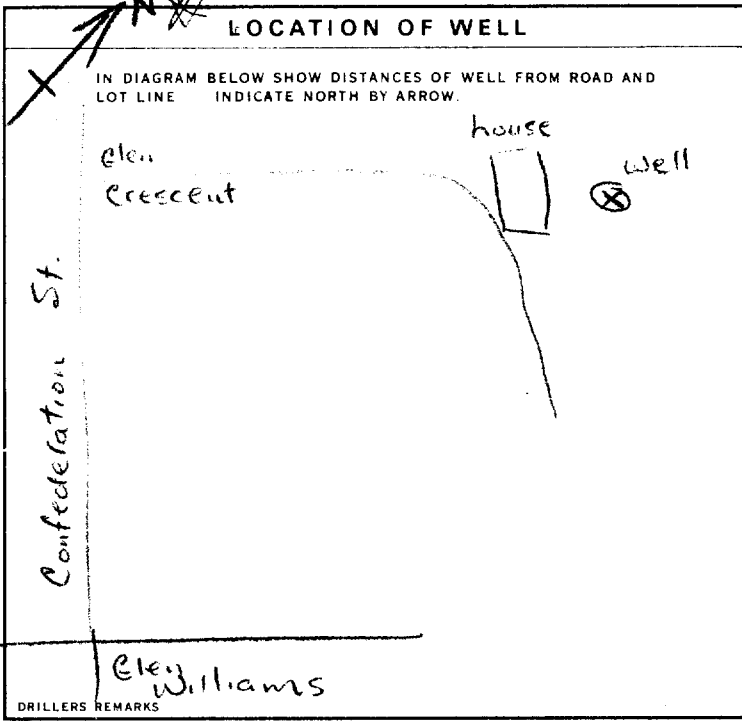 N
LOCATION OF WELL
IN DIAGRAM BELOW SHOW DISTANCES OF WELL FROM ROAD AND
LOT LINE INDICATE NORTH BY ARROW.
house
Well
Glen
Crescent
Confederation St.
Glen
Williams
DRILLERS REMARKS